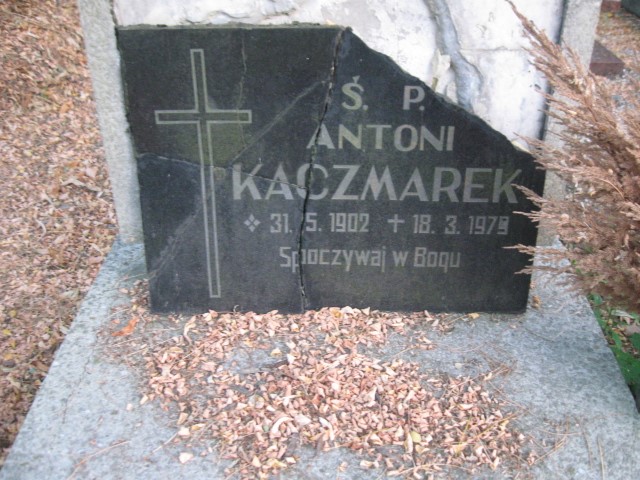 Ś. P.
ANTONI
KACZMAREK
31. 5. 1902 + 18. 3. 1979
Spoczywaj w Bogu